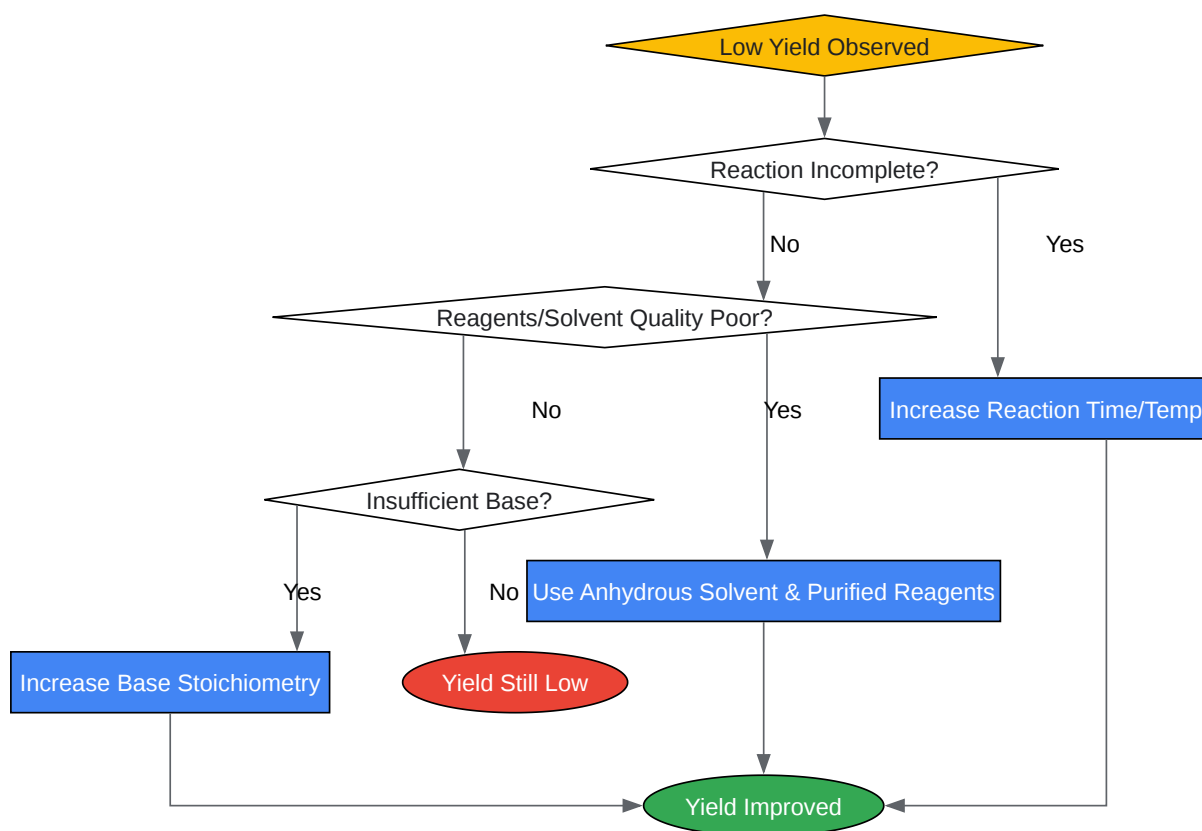 Low Yield Observed
Reaction Incomplete?
No
Yes
Reagents/Solvent Quality Poor?
No
Yes
Increase Reaction Time/Temp
Insufficient Base?
Yes
No
Use Anhydrous Solvent & Purified Reagents
Increase Base Stoichiometry
Yield Still Low
Yield Improved